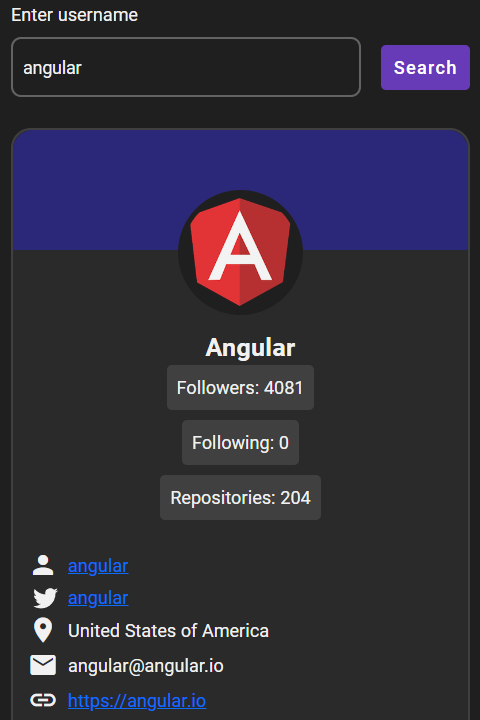 Enter username
angular
Search
A
Angular
Followers: 4081
Following: 0
Repositories: 204
angular
angular
United States of America
angular@angular.io
https://angular.io